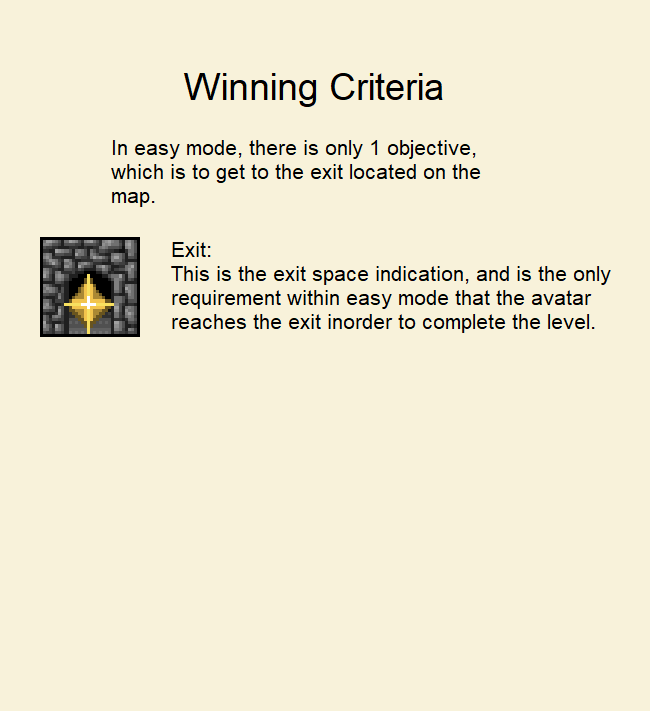 Winning Criteria
In easy mode, there is only 1 objective,
which is to get to the exit located on the
map.
Exit:
This is the exit space indication, and is the only
requirement within easy mode that the avatar
reaches the exit inorder to complete the level.